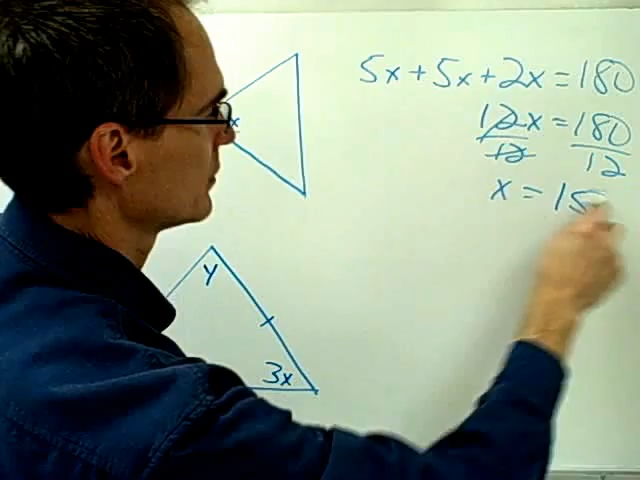 5x+5x+2x=180
12x = 180
12 12
x = 15
x
y
3x